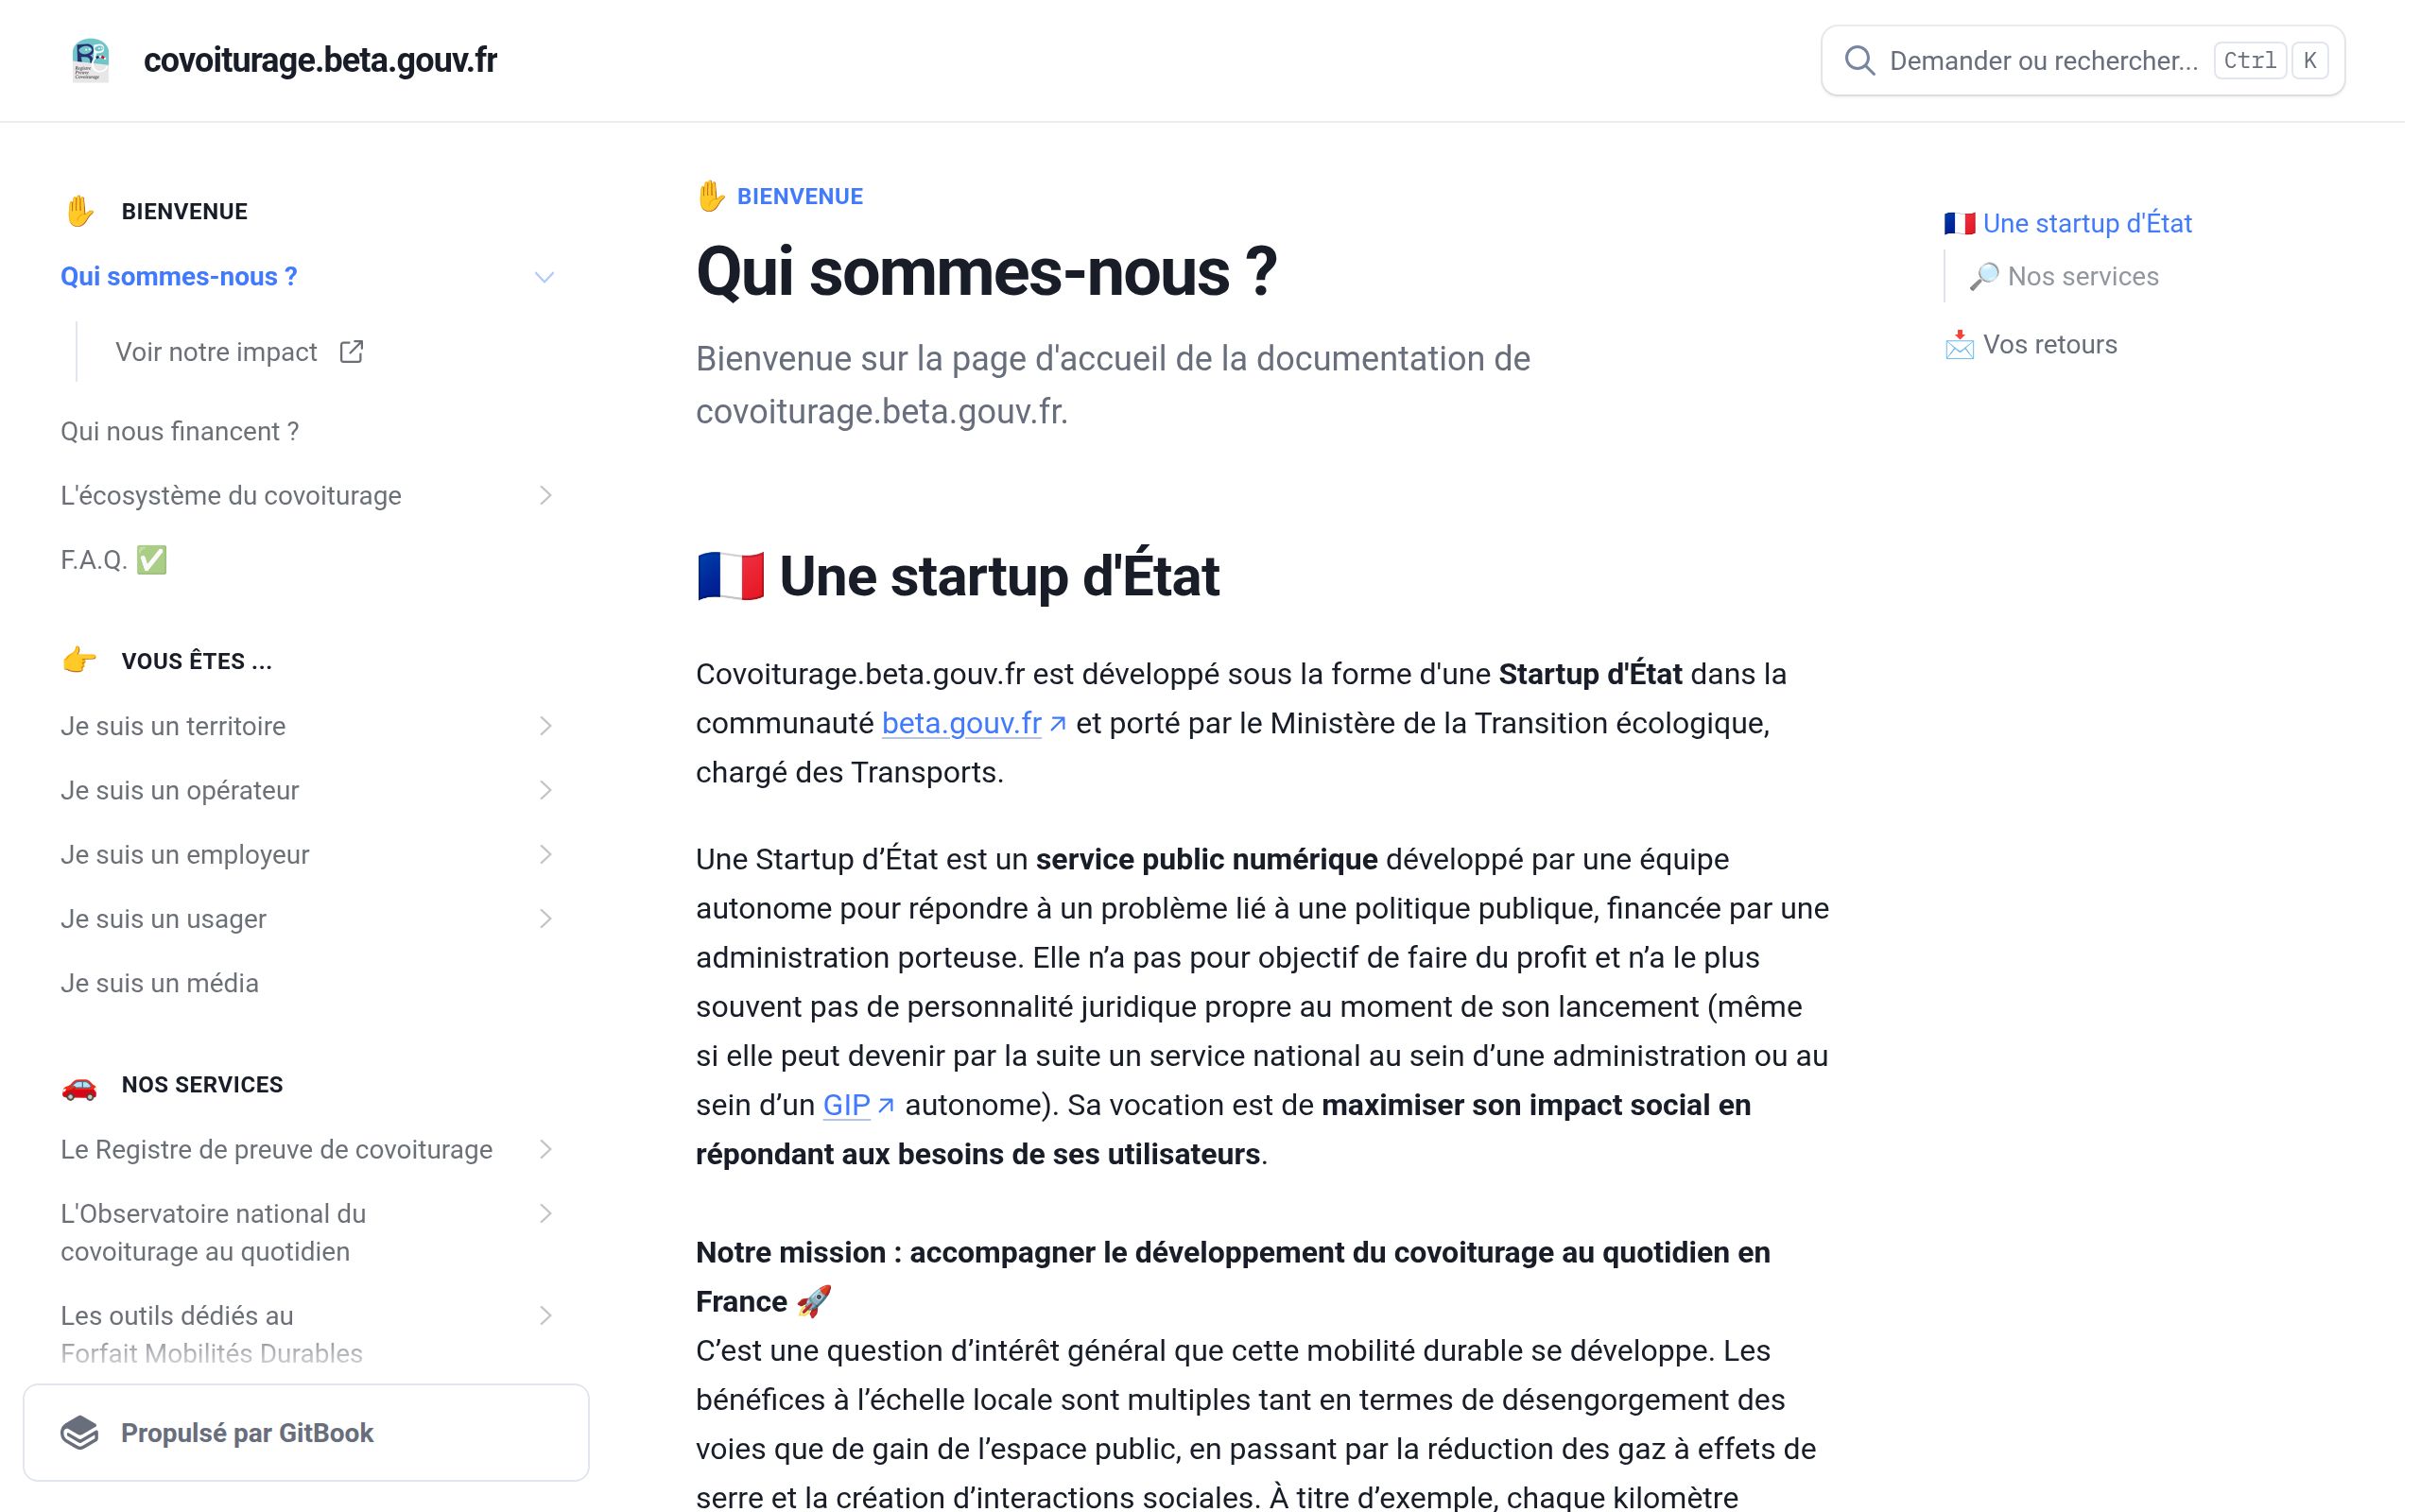 covoiturage.beta.gouv.fr
Demander ou rechercher... Ctrl K
BIENVENUE
Qui sommes-nous ?
Voir notre impact
Qui nous financent ?
L'écosystème du covoiturage
F.A.Q. ✅
VOUS ÊTES ...
Je suis un territoire
Je suis un opérateur
Je suis un employeur
Je suis un usager
Je suis un média
NOS SERVICES
Le Registre de preuve de covoiturage
L'Observatoire national du
covoiturage au quotidien
Les outils dédiés au
Forfait Mobilités Durables
Propulsé par GitBook
BIENVENUE
Qui sommes-nous ?
Bienvenue sur la page d'accueil de la documentation de
covoiturage.beta.gouv.fr.
🇫🇷 Une startup d'État
Covoiturage.beta.gouv.fr est développé sous la forme d'une Startup d'État dans la
communauté beta.gouv.fr et porté par le Ministère de la Transition écologique,
chargé des Transports.
Une Startup d’État est un service public numérique développé par une équipe
autonome pour répondre à un problème lié à une politique publique, financée par une
administration porteuse. Elle n’a pas pour objectif de faire du profit et n’a le plus
souvent pas de personnalité juridique propre au moment de son lancement (même
si elle peut devenir par la suite un service national au sein d’une administration ou au
sein d’un GIP autonome). Sa vocation est de maximiser son impact social en
répondant aux besoins de ses utilisateurs.
Notre mission : accompagner le développement du covoiturage au quotidien en
France 🚀
C’est une question d’intérêt général que cette mobilité durable se développe. Les
bénéfices à l’échelle locale sont multiples tant en termes de désengorgement des
voies que de gain de l’espace public, en passant par la réduction des gaz à effets de
serre et la création d’interactions sociales. À titre d’exemple, chaque kilomètre
🇫🇷 Une startup d'État
🔎 Nos services
📩 Vos retours